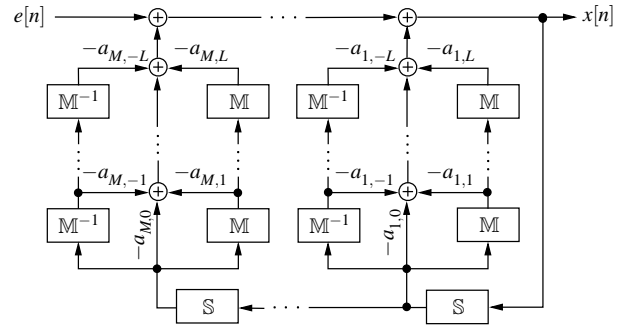 e[n] ⋯ x[n]
−a_{M,−L} −a_{M,L} −a_{1,−L} −a_{1,L}
𝕄^{−1} 𝕄 𝕄^{−1} 𝕄
⋮ ⋮ ⋮ ⋮ ⋮ ⋮
−a_{M,−1} −a_{M,1} −a_{1,−1} −a_{1,1}
𝕄^{−1} −a_{M,0} 𝕄 𝕄^{−1} −a_{1,0} 𝕄
𝕊 ⋯ 𝕊